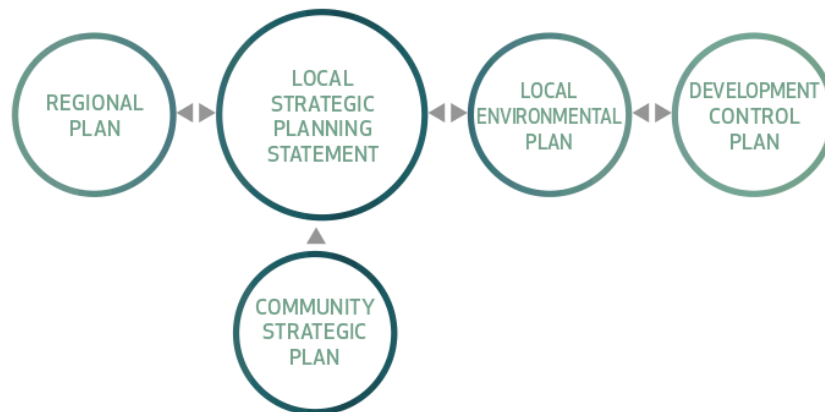 REGIONAL
PLAN
LOCAL
STRATEGIC
PLANNING
STATEMENT
LOCAL
ENVIRONMENTAL
PLAN
DEVELOPMENT
CONTROL
PLAN
COMMUNITY
STRATEGIC
PLAN